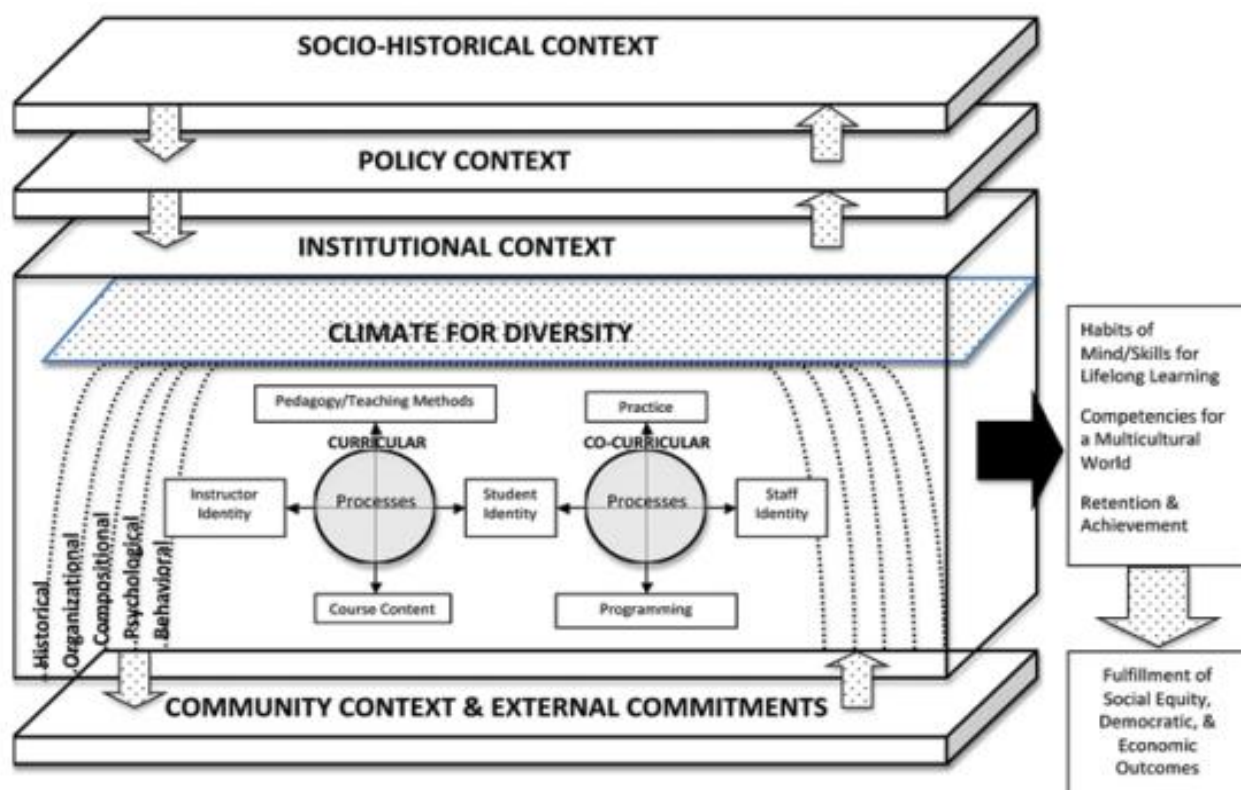 SOCIO-HISTORICAL CONTEXT
POLICY CONTEXT
INSTITUTIONAL CONTEXT
CLIMATE FOR DIVERSITY
Pedagogy/Teaching Methods
Practice
CURRICULAR
CO-CURRICULAR
Instructor
Identity
Processes
Student
Identity
Processes
Staff
Identity
Course Content
Programming
Historical
Organizational
Compositional
Psychological
Behavioral
COMMUNITY CONTEXT & EXTERNAL COMMITMENTS
Habits of
Mind/Skills for
Lifelong Learning
Competencies for
a Multicultural
World
Retention &
Achievement
Fulfillment of
Social Equity,
Democratic, &
Economic
Outcomes